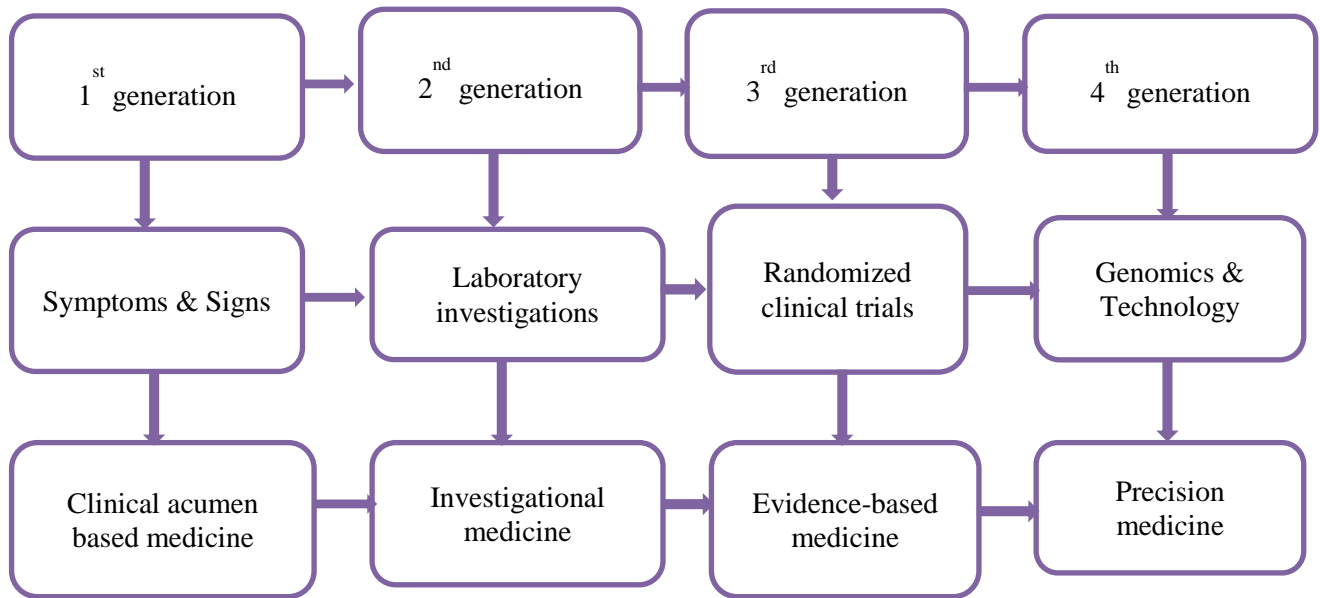 1st generation
2nd generation
3rd generation
4th generation
Symptoms & Signs
Laboratory
investigations
Randomized
clinical trials
Genomics &
Technology
Clinical acumen
based medicine
Investigational
medicine
Evidence-based
medicine
Precision
medicine